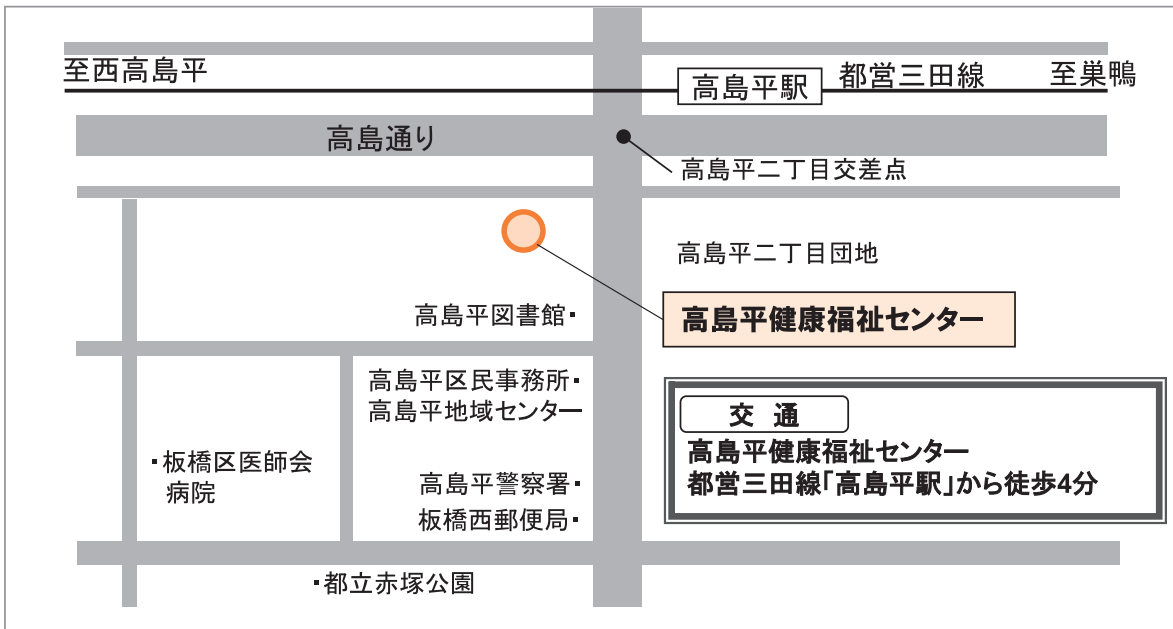 至西高島平
高島平駅
都営三田線
至巣鴨
高島通り
高島平二丁目交差点
高島平二丁目団地
高島平図書館
高島平健康福祉センター
高島平区民事務所
高島平地域センター
板橋区医師会
病院
高島平警察署
板橋西郵便局
都立赤塚公園
交 通
高島平健康福祉センター
都営三田線「高島平駅」から徒歩4分